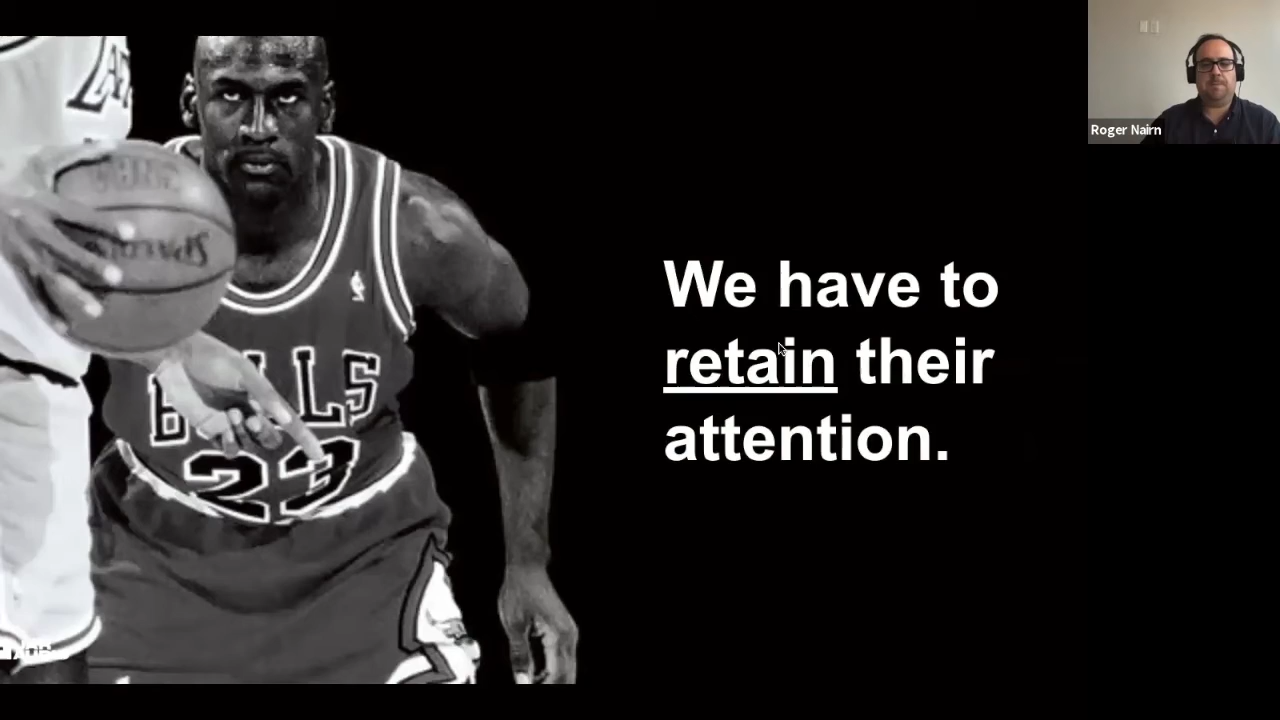 We have to
retain their
attention.
Roger Nairn
BULLS
23